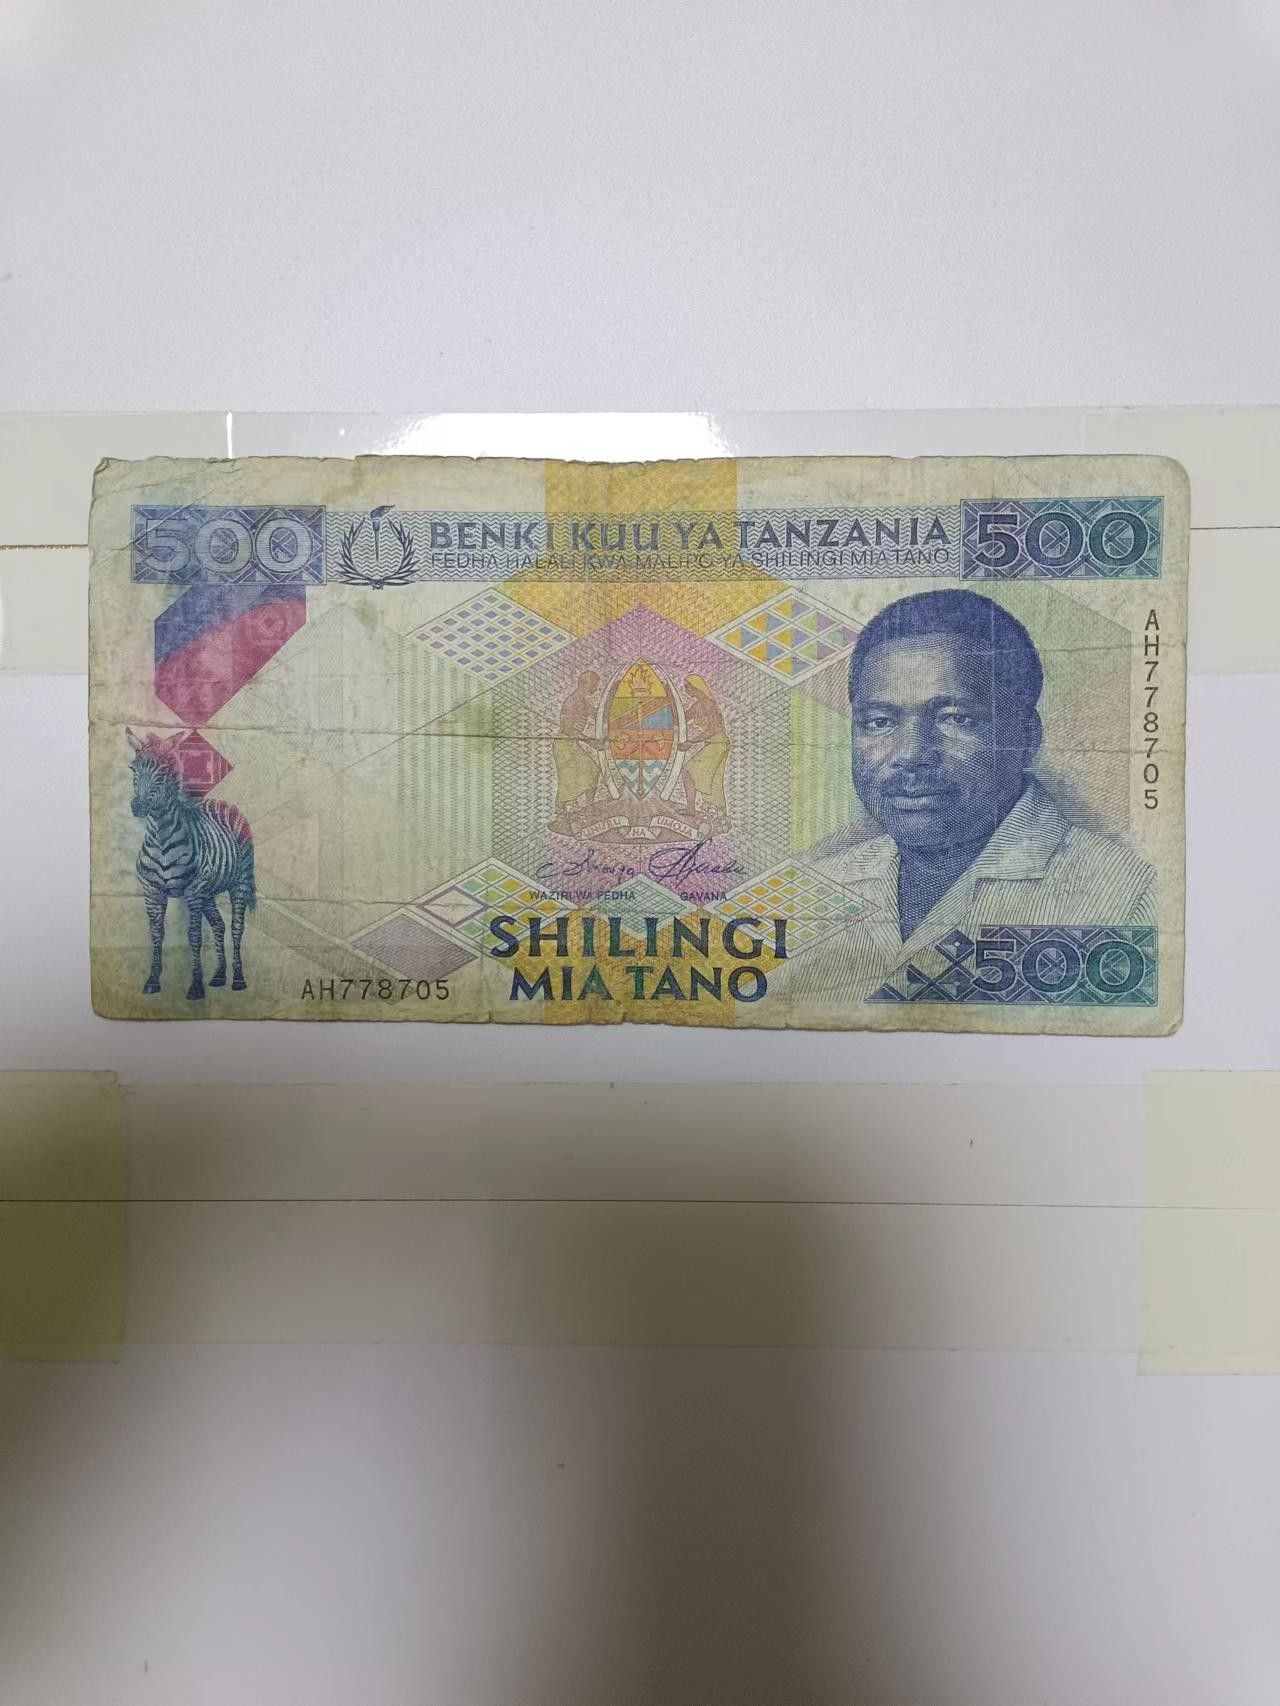 500
BENKI KUU YA TANZANIA
500
FEDHA HALALI KWA MALIPO YA SHILINGI MIA TANO
AH778705
UHURU NA UMOJA
WAZIRI WA FEDHA
GAVANA
SHILINGI
MIA TANO
AH778705
500